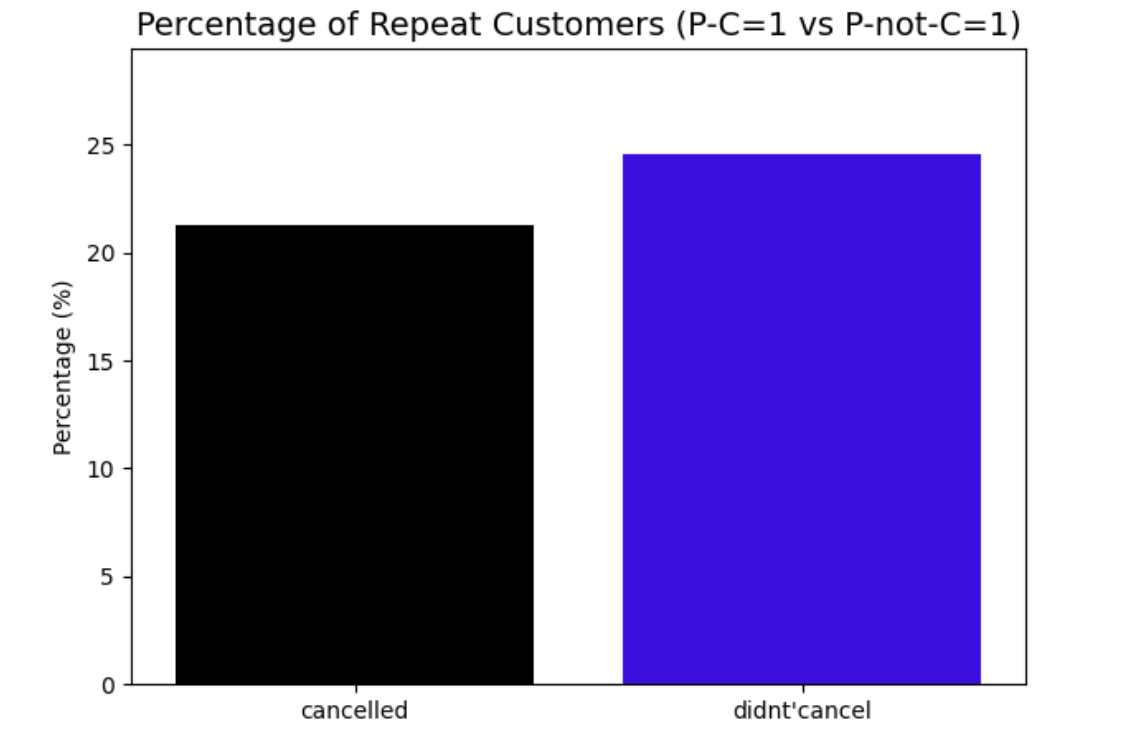 Percentage of Repeat Customers (P-C=1 vs P-not-C=1)
Percentage (%)
25
20
15
10
5
0
cancelled
didnt'cancel